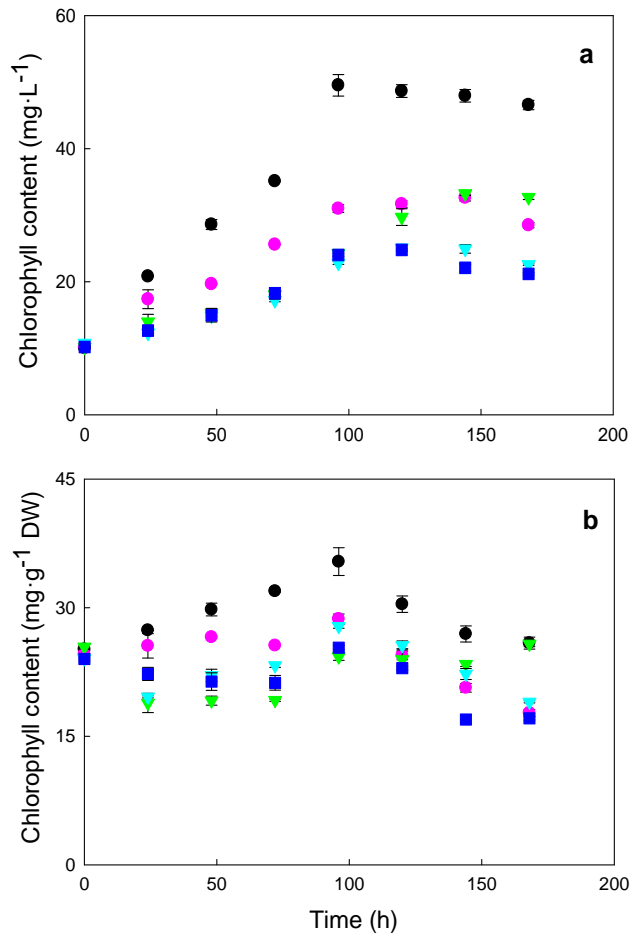 60
a
40
20
0
Chlorophyll content (mg·L⁻¹)
0 50 100 150 200
45
b
30
15
0
Chlorophyll content (mg·g⁻¹ DW)
0 50 100 150 200
Time (h)